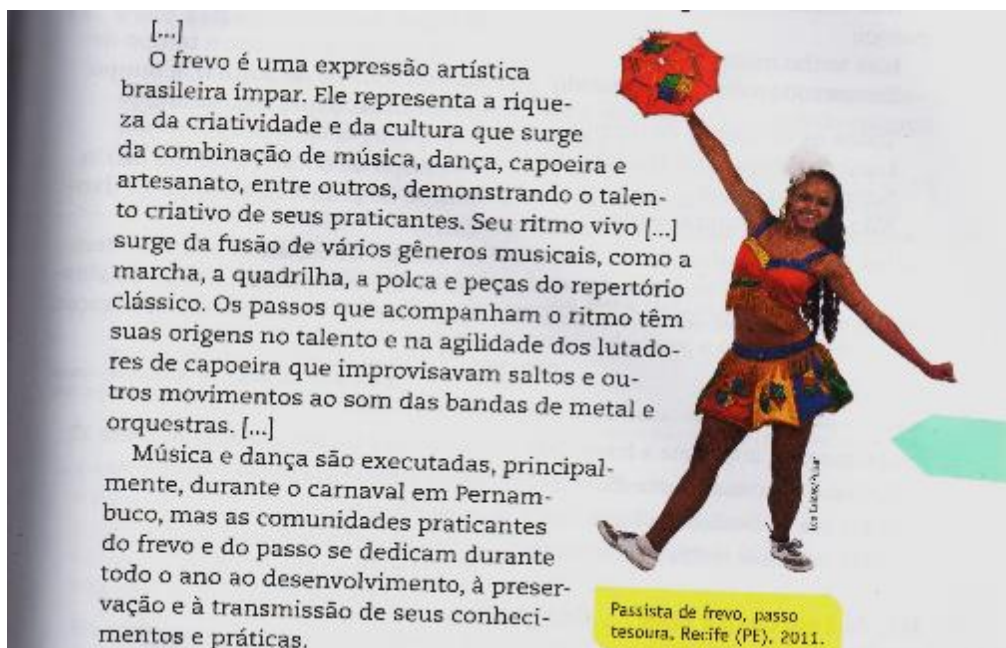 [...]
O frevo é uma expressão artística
brasileira ímpar. Ele representa a rique-
za da criatividade e da cultura que surge
da combinação de música, dança, capoeira e
artesanato, entre outros, demonstrando o talen-
to criativo de seus praticantes. Seu ritmo vivo [...]
surge da fusão de vários gêneros musicais, como a
marcha, a quadrilha, a polca e peças do repertório
clássico. Os passos que acompanham o ritmo têm
suas origens no talento e na agilidade dos lutado-
res de capoeira que improvisavam saltos e ou-
tros movimentos ao som das bandas de metal e
orquestras. [...]
Música e dança são executadas, principal-
mente, durante o carnaval em Pernam-
buco, mas as comunidades praticantes
do frevo e do passo se dedicam durante
todo o ano ao desenvolvimento, à preser-
vação e à transmissão de seus conheci-
mentos e práticas.
Passista de frevo, passo
tesoura, Recife (PE), 2011.